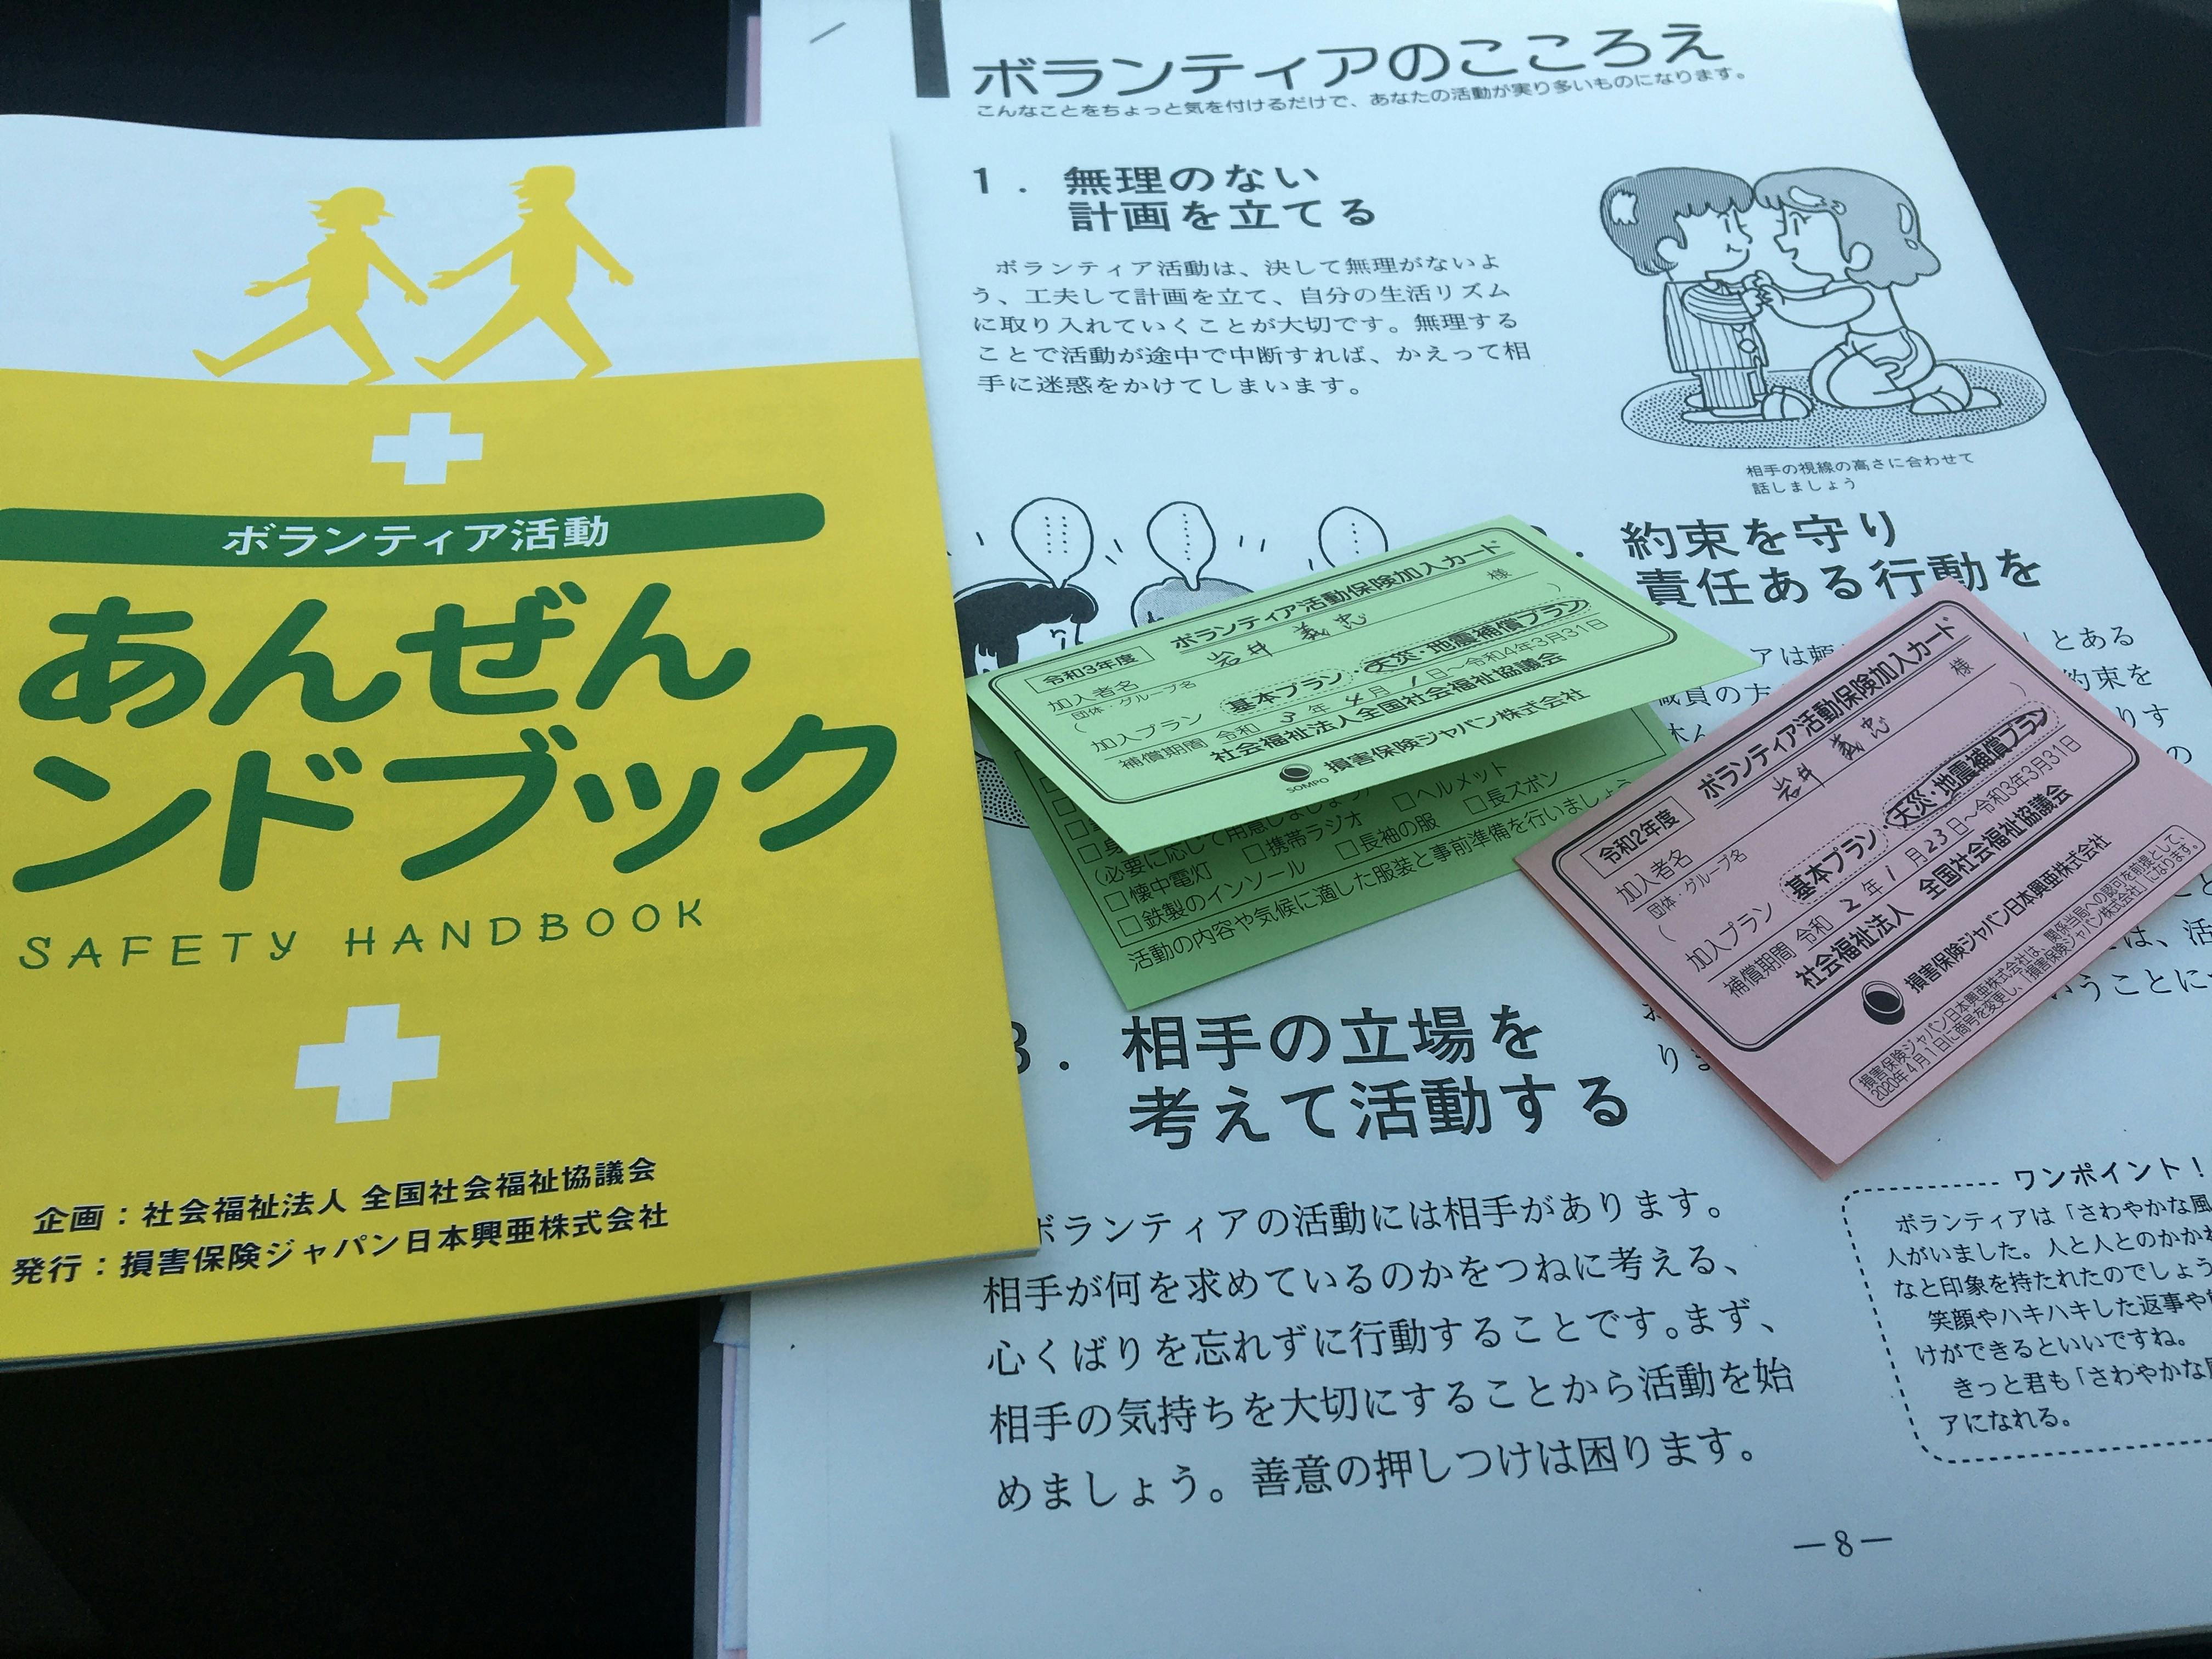 ボランティア活動
あんぜん
ンドブック
SAFETY HANDBOOK
企画：社会福祉法人 全国社会福祉協議会
発行：損害保険ジャパン日本興亜株式会社
ボランティアのこころえ
こんなことをちょっと気を付けるだけで、あなたの活動が実り多いものになります。
1．無理のない
計画を立てる
ボランティア活動は、決して無理がないよ
う、工夫して計画を立て、自分の生活リズム
に取り入れていくことが大切です。無理する
ことで活動が途中で中断すれば、かえって相
手に迷惑をかけてしまいます。
相手の視線の高さに合わせて
話しましょう
約束を守り
責任ある行動を
とある
約束を
りす
の
は、活
いうことに
令和3年度
ボランティア活動保険加入カード
加入者名 岩井 義忠 様
団体・グループ名
( )
加入プラン 基本プラン・天災・地震補償プラン
補償期間 令和 3 年 4 月 1 日～令和4年3月31日
社会福祉法人全国社会福祉協議会
SOMPO 損害保険ジャパン株式会社
(必要に応じて用意しましょう) □ヘルメット
□懐中電灯 □携帯ラジオ □長ズボン
□鉄製のインソール □長袖の服
活動の内容や気候に適した服装と事前準備を行いましょう
令和2年度
ボランティア活動保険加入カード
加入者名 岩井 義忠 様
団体・グループ名
( )
加入プラン 基本プラン・天災・地震補償プラン
補償期間 令和 2 年 1 月 23 日～令和3年3月31日
社会福祉法人 全国社会福祉協議会
損害保険ジャパン日本興亜株式会社
損害保険ジャパン日本興亜株式会社は、関係当局への認可を前提として、
2020年4月1日に商号を変更し、「損害保険ジャパン株式会社」になります。
3．相手の立場を
考えて活動する
ボランティアの活動には相手があります。
相手が何を求めているのかをつねに考える、
心くばりを忘れずに行動することです。まず、
相手の気持ちを大切にすることから活動を始
めましょう。善意の押しつけは困ります。
ワンポイント！
ボランティアは「さわやかな風
人がいました。人と人とのかかわ
なと印象を持たれたのでしょう
笑顔やハキハキした返事や
けができるといいですね。
きっと君も「さわやかな風
アになれる。
—8—